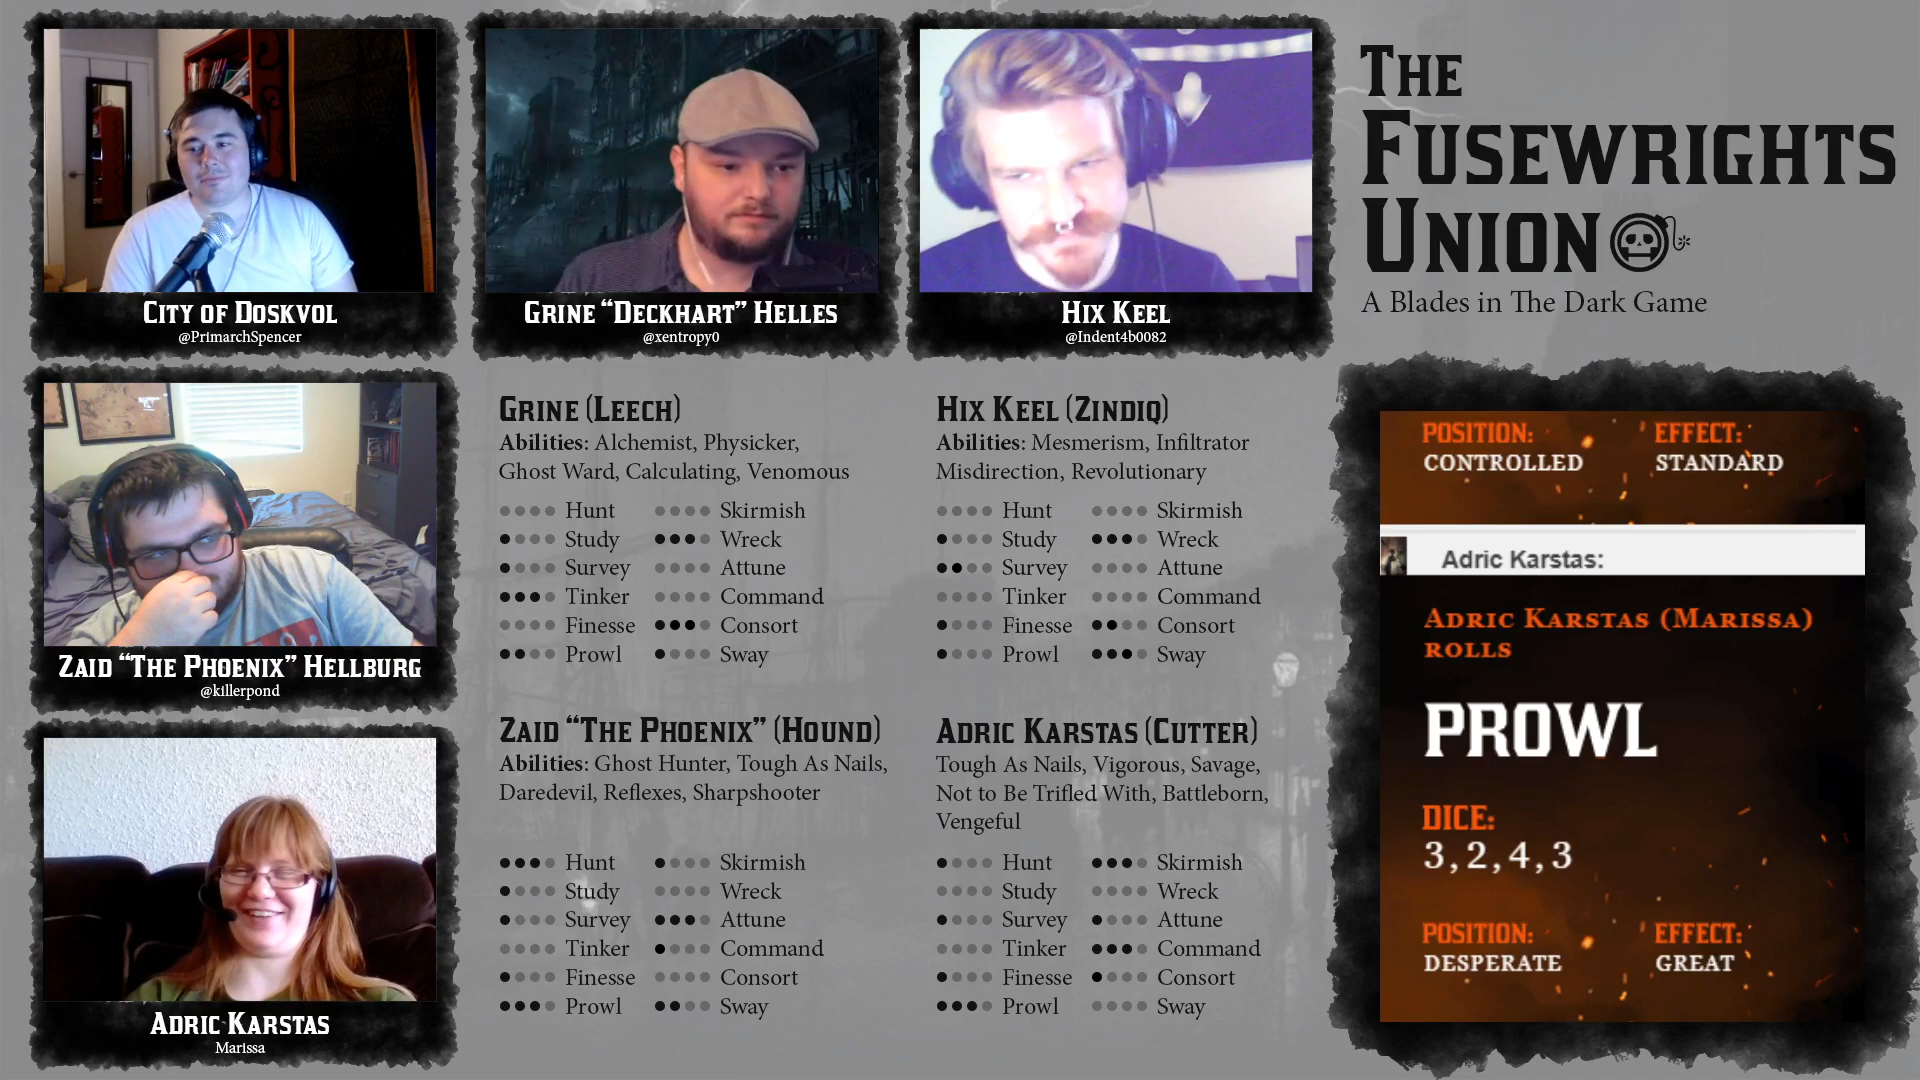 The
Fusewrights
Union
A Blades in The Dark Game
City of Doskvol
@PrimarchSpencer
Grine “Deckhart” Helles
@xentropy0
Hix Keel
@Indent4b0082
Zaid “The Phoenix” Hellburg
@killerpond
Adric Karstas
Marissa
Grine (Leech)
Abilities: Alchemist, Physicker,
Ghost Ward, Calculating, Venomous
Hunt Skirmish
Study Wreck
Survey Attune
Tinker Command
Finesse Consort
Prowl Sway
Hix Keel (Zindiq)
Abilities: Mesmerism, Infiltrator
Misdirection, Revolutionary
Hunt Skirmish
Study Wreck
Survey Attune
Tinker Command
Finesse Consort
Prowl Sway
Zaid “The Phoenix” (Hound)
Abilities: Ghost Hunter, Tough As Nails,
Daredevil, Reflexes, Sharpshooter
Hunt Skirmish
Study Wreck
Survey Attune
Tinker Command
Finesse Consort
Prowl Sway
Adric Karstas (Cutter)
Tough As Nails, Vigorous, Savage,
Not to Be Trifled With, Battleborn,
Vengeful
Hunt Skirmish
Study Wreck
Survey Attune
Tinker Command
Finesse Consort
Prowl Sway
POSITION: EFFECT:
CONTROLLED STANDARD
Adric Karstas:
Adric Karstas (Marissa)
rolls
PROWL
DICE:
3, 2, 4, 3
POSITION: EFFECT:
DESPERATE GREAT